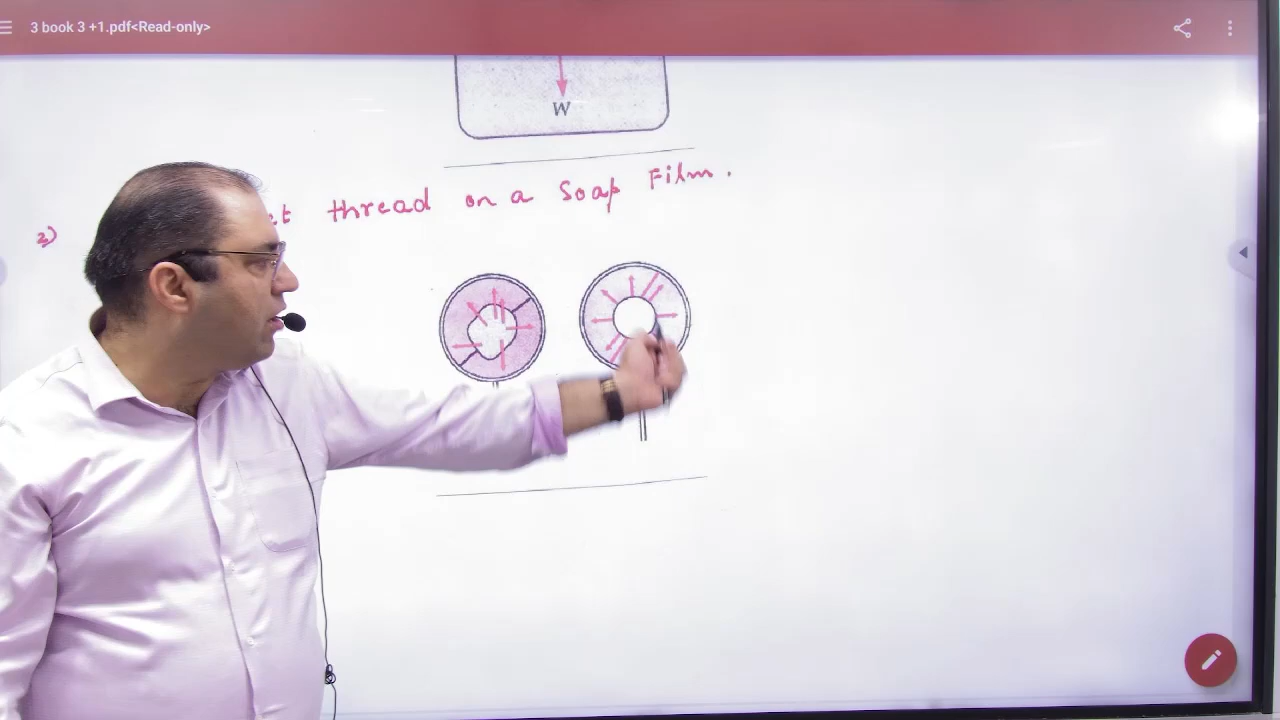 3 book 3 +1.pdf<Read-only>
W
2) thread on a Soap Film.